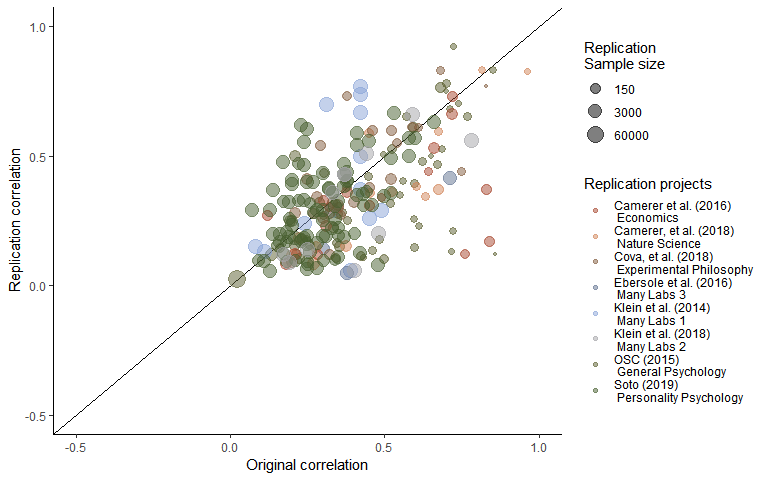 1.0
0.5
0.0
-0.5
Replication correlation
-0.5
0.0
0.5
1.0
Original correlation
Replication
Sample size
150
3000
60000
Replication projects
Camerer et al. (2016)
Economics
Camerer, et al. (2018)
Nature Science
Cova, et al. (2018)
Experimental Philosophy
Ebersole et al. (2016)
Many Labs 3
Klein et al. (2014)
Many Labs 1
Klein et al. (2018)
Many Labs 2
OSC (2015)
General Psychology
Soto (2019)
Personality Psychology